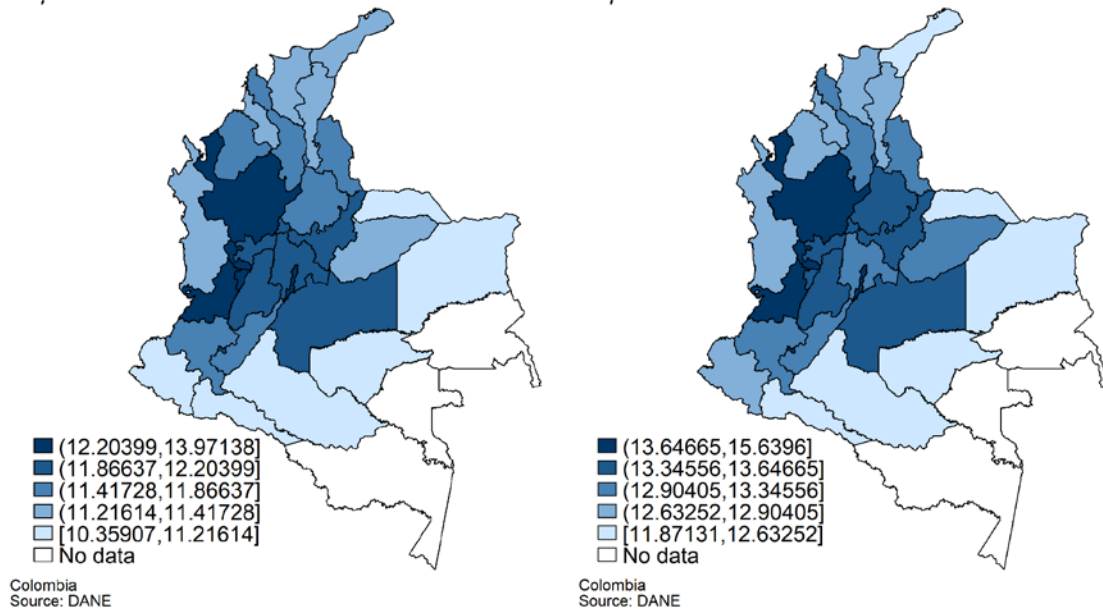 (12.20399,13.97138]
(11.86637,12.20399]
(11.41728,11.86637]
(11.21614,11.41728]
[10.35907,11.21614]
No data
Colombia
Source: DANE
(13.64665,15.6396]
(13.34556,13.64665]
(12.90405,13.34556]
(12.63252,12.90405]
[11.87131,12.63252]
No data
Colombia
Source: DANE